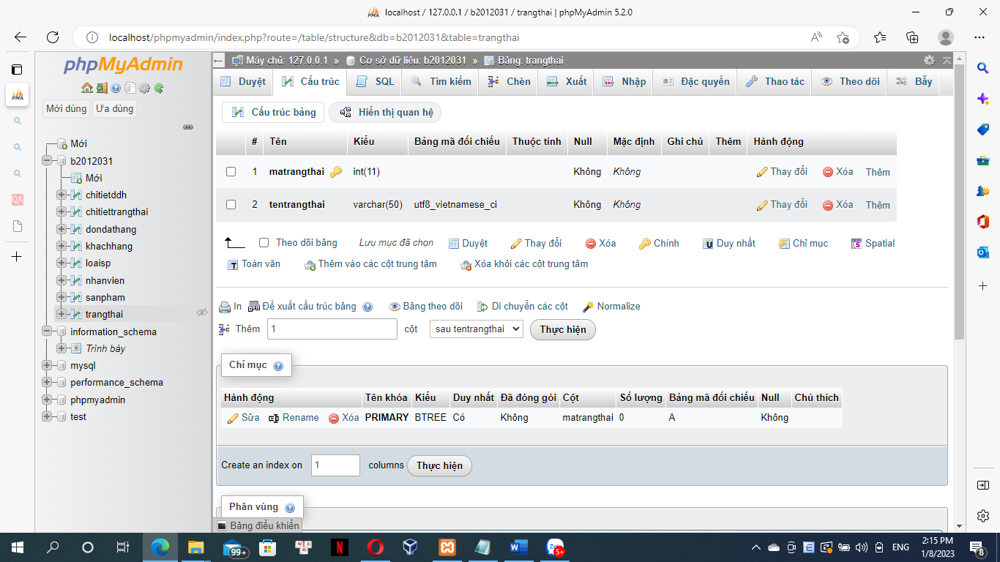 localhost / 127.0.0.1 / b2012031 / trangthai | phpMyAdmin 5.2.0
localhost/phpmyadmin/index.php?route=/table/structure&db=b2012031&table=trangthai
phpMyAdmin
Mới dùng Ưa dùng
Mới
b2012031
Mới
chitietddh
chitiettrangthai
dondathang
khachhang
loaisp
nhanvien
sanpham
trangthai
information_schema
Trình bày
mysql
performance_schema
phpmyadmin
test
Máy chủ: 127.0.0.1 » Cơ sở dữ liệu: b2012031 » Bảng: trangthai
Duyệt Cấu trúc SQL Tìm kiếm Chèn Xuất Nhập Đặc quyền Thao tác Theo dõi Bẫy
Cấu trúc bảng Hiển thị quan hệ
# Tên Kiểu Bảng mã đối chiếu Thuộc tính Null Mặc định Ghi chú Thêm Hành động
1 matrangthai int(11) Không Không Thay đổi Xóa Thêm
2 tentrangthai varchar(50) utf8_vietnamese_ci Không Không Thay đổi Xóa Thêm
Theo dõi bảng Lưu mục đã chọn Duyệt Thay đổi Xóa Chính Duy nhất Chỉ mục Spatial
Toàn văn Thêm vào các cột trung tâm Xóa khỏi các cột trung tâm
In Đề xuất cấu trúc bảng Bảng theo dõi Di chuyển các cột Normalize
Thêm 1 cột sau tentrangthai Thực hiện
Chỉ mục
Hành động Tên khóa Kiểu Duy nhất Đã đóng gói Cột Số lượng Bảng mã đối chiếu Null Chú thích
Sửa Rename Xóa PRIMARY BTREE Có Không matrangthai 0 A Không
Create an index on 1 columns Thực hiện
Phân vùng
Bảng điều khiển
99+
5+
ENG
2:15 PM
1/8/2023
8